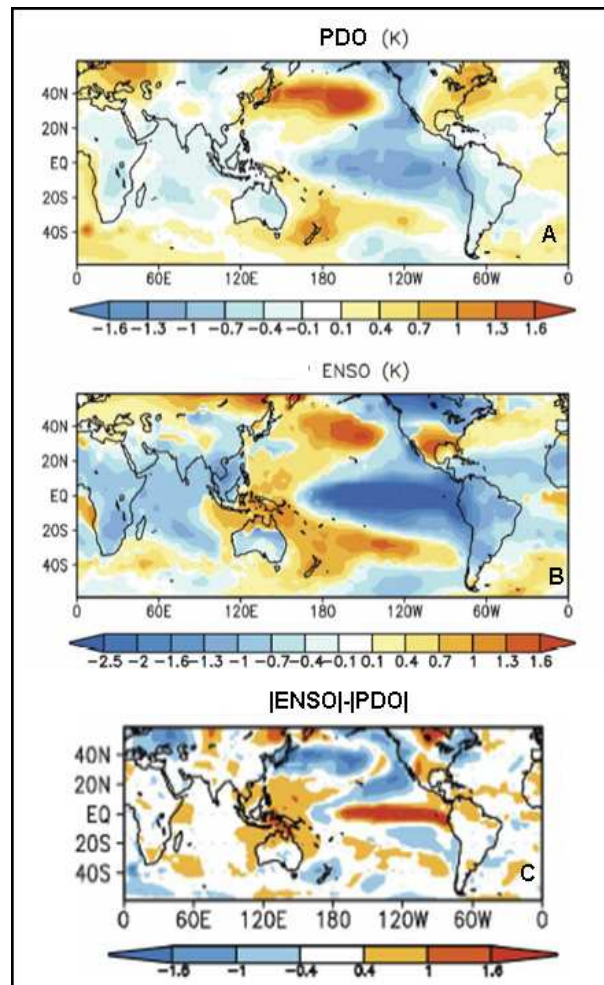 PDO (K)
40N
20N
EQ
20S
40S
A
0 60E 120E 180 120W 60W 0
-1.6 -1.3 -1 -0.7 -0.4 -0.1 0.1 0.4 0.7 1 1.3 1.6
ENSO (K)
40N
20N
EQ
20S
40S
B
0 60E 120E 180 120W 60W 0
-2.5 -2 -1.6 -1.3 -1 -0.7 -0.4 -0.1 0.1 0.4 0.7 1 1.3 1.6
|ENSO|-|PDO|
40N
20N
EQ
20S
40S
C
0 60E 120E 180 120W 60W 0
-1.6 -1 -0.4 0.4 1 1.6